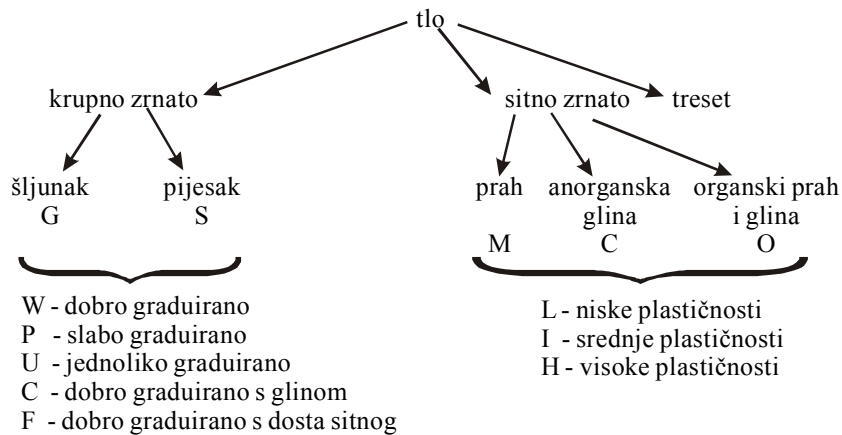 tlo
krupno zrnato
sitno zrnato
treset
šljunak
G
pijesak
S
prah
M
anorganska
glina
C
organski prah
i glina
O
W - dobro graduirano
P - slabo graduirano
U - jednoliko graduirano
C - dobro graduirano s glinom
F - dobro graduirano s dosta sitnog
L - niske plastičnosti
I - srednje plastičnosti
H - visoke plastičnosti